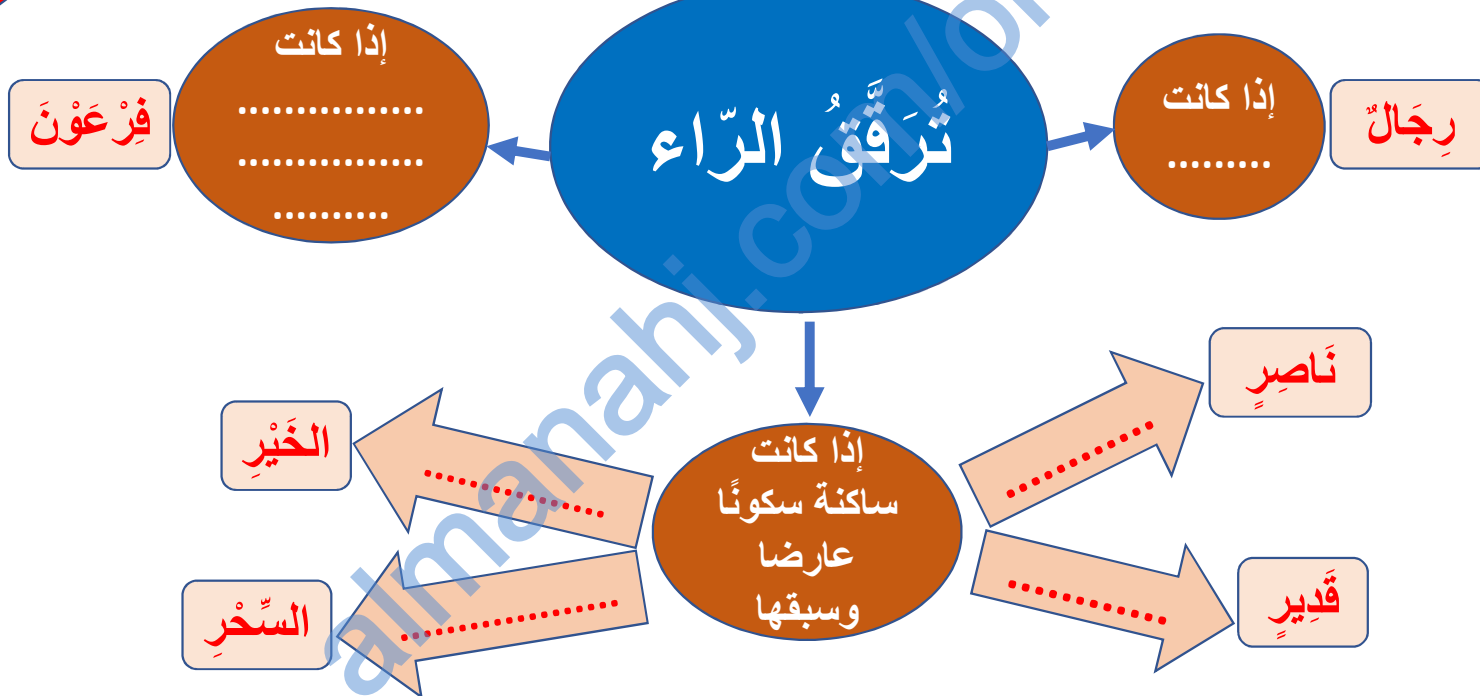 تُرَقَّقُ الرّاء
إذا كانت
.........
رِجَالٌ
إذا كانت
................
................
..........
فِرْعَوْنَ
إذا كانت
ساكنة سكونًا
عارضا
وسبقها
...........
نَاصِرٍ
...........
قَدِيرٍ
...............
الخَيْرِ
.................
السِّحْرِ
almanahj.com/om